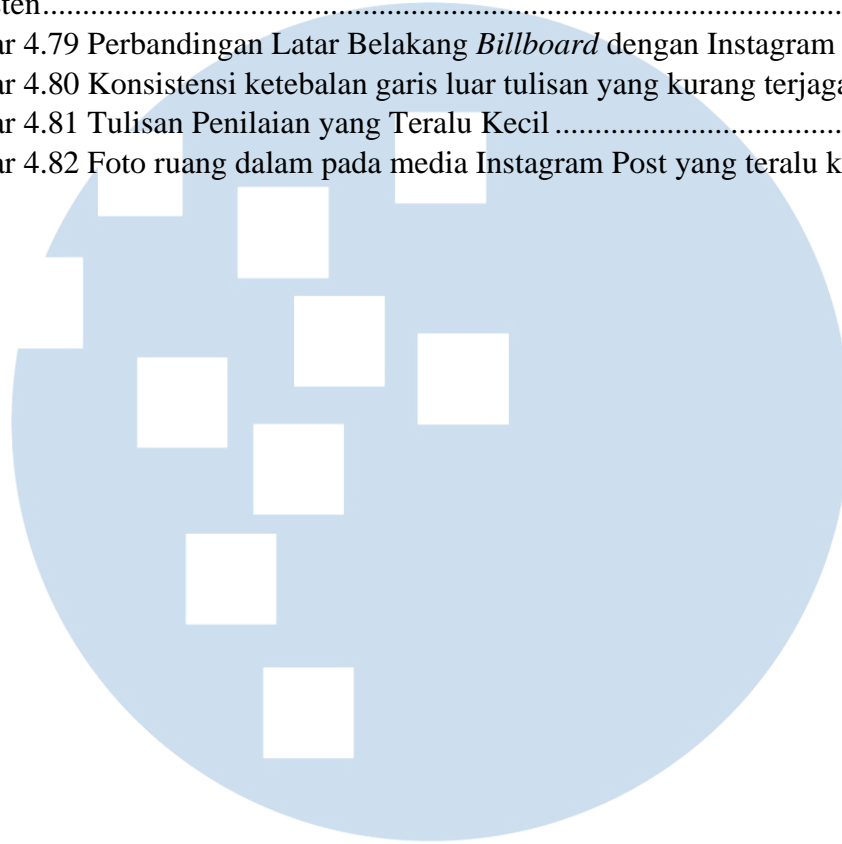 sten....................................................................................................
ar 4.79 Perbandingan Latar Belakang Billboard dengan Instagram
ar 4.80 Konsistensi ketebalan garis luar tulisan yang kurang terjaga
ar 4.81 Tulisan Penilaian yang Teralu Kecil .....................................
ar 4.82 Foto ruang dalam pada media Instagram Post yang teralu k